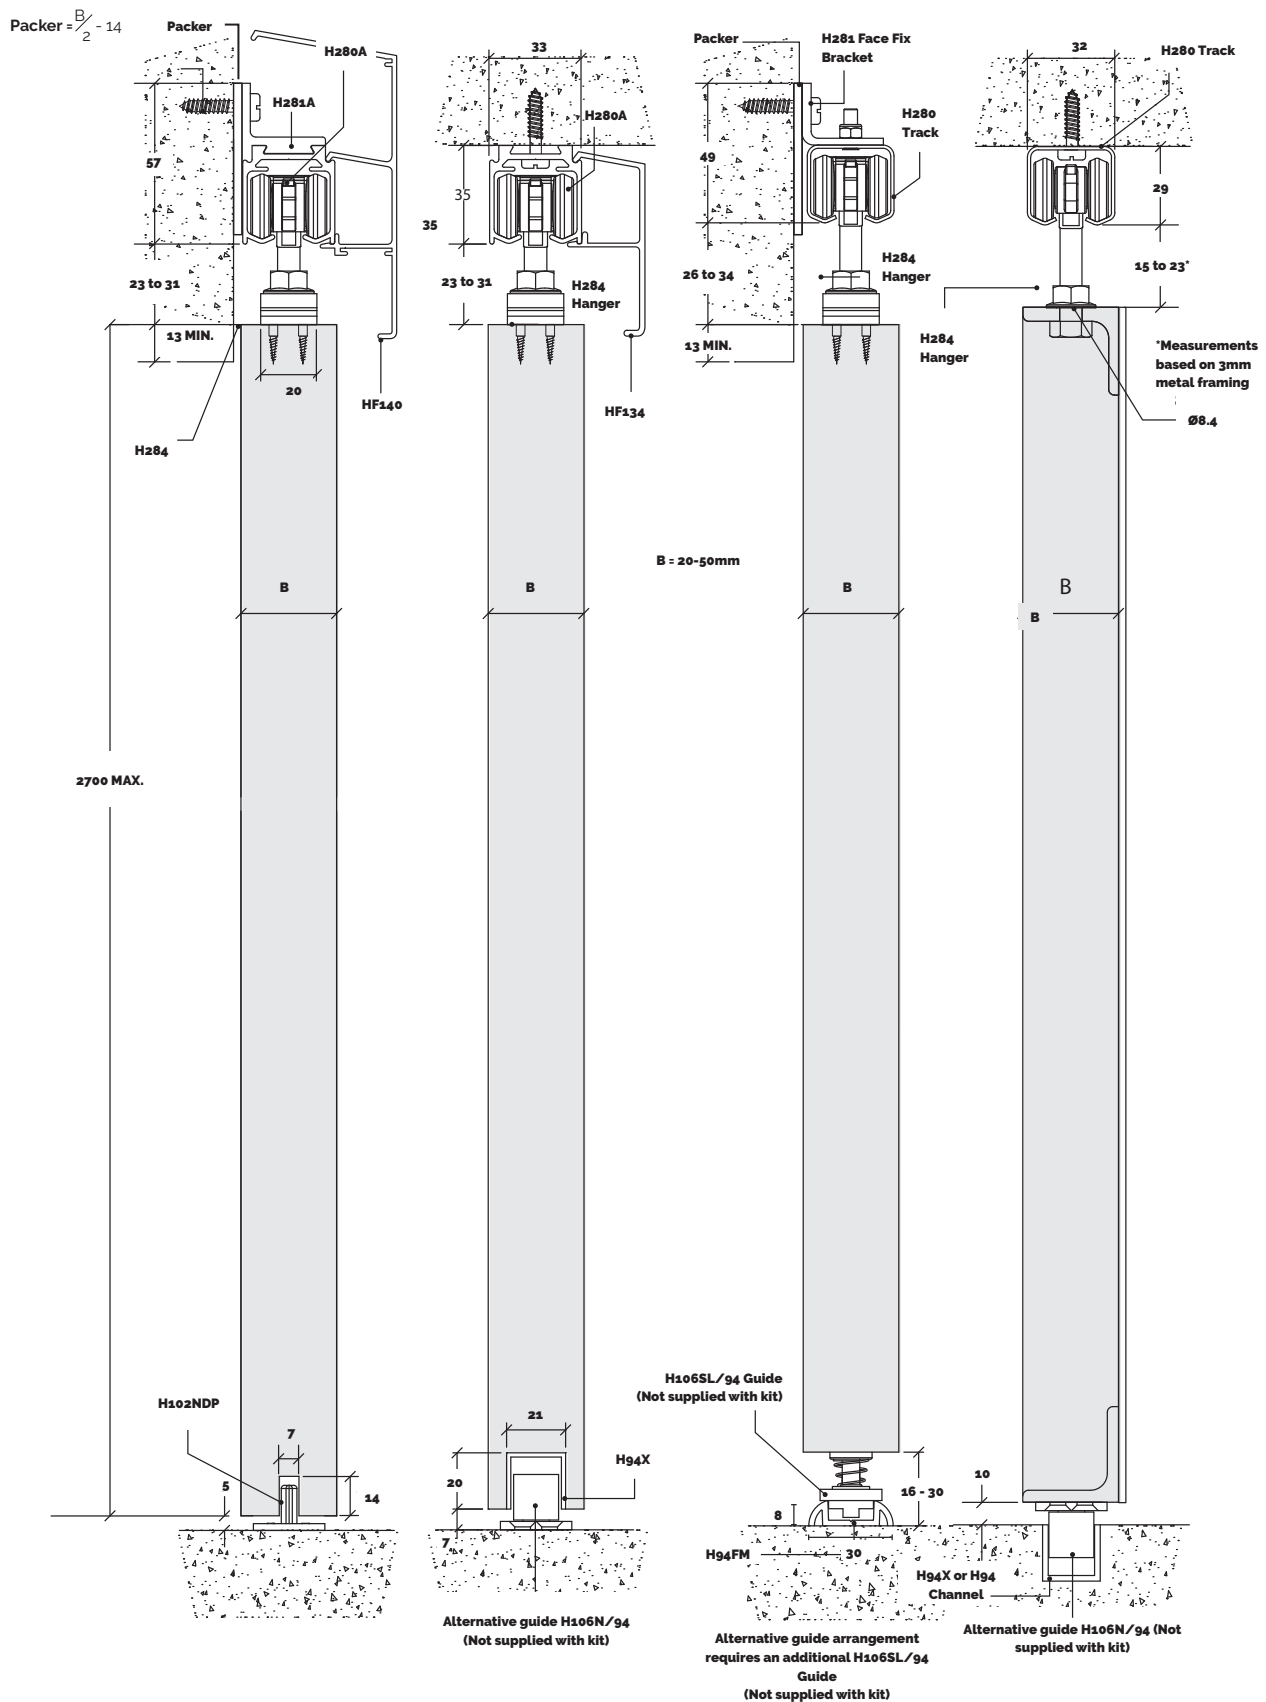 Packer = B/2 - 14
Packer
H280A
H281A
57
23 to 31
13 MIN.
20
HF140
H284
33
H280A
35
35
23 to 31
H284
Hanger
HF134
Packer
H281 Face Fix
Bracket
H280
Track
49
26 to 34
H284
Hanger
13 MIN.
32
H280 Track
29
15 to 23*
H284
Hanger
*Measurements
based on 3mm
metal framing
Ø8.4
B = 20-50mm
B
B
B
B
B
2700 MAX.
H102NDP
7
5
14
21
20
H94X
7
Alternative guide H106N/94
(Not supplied with kit)
H106SL/94 Guide
(Not supplied with kit)
16 - 30
8
30
H94FM
Alternative guide arrangement
requires an additional H106SL/94
Guide
(Not supplied with kit)
10
H94X or H94
Channel
Alternative guide H106N/94 (Not
supplied with kit)